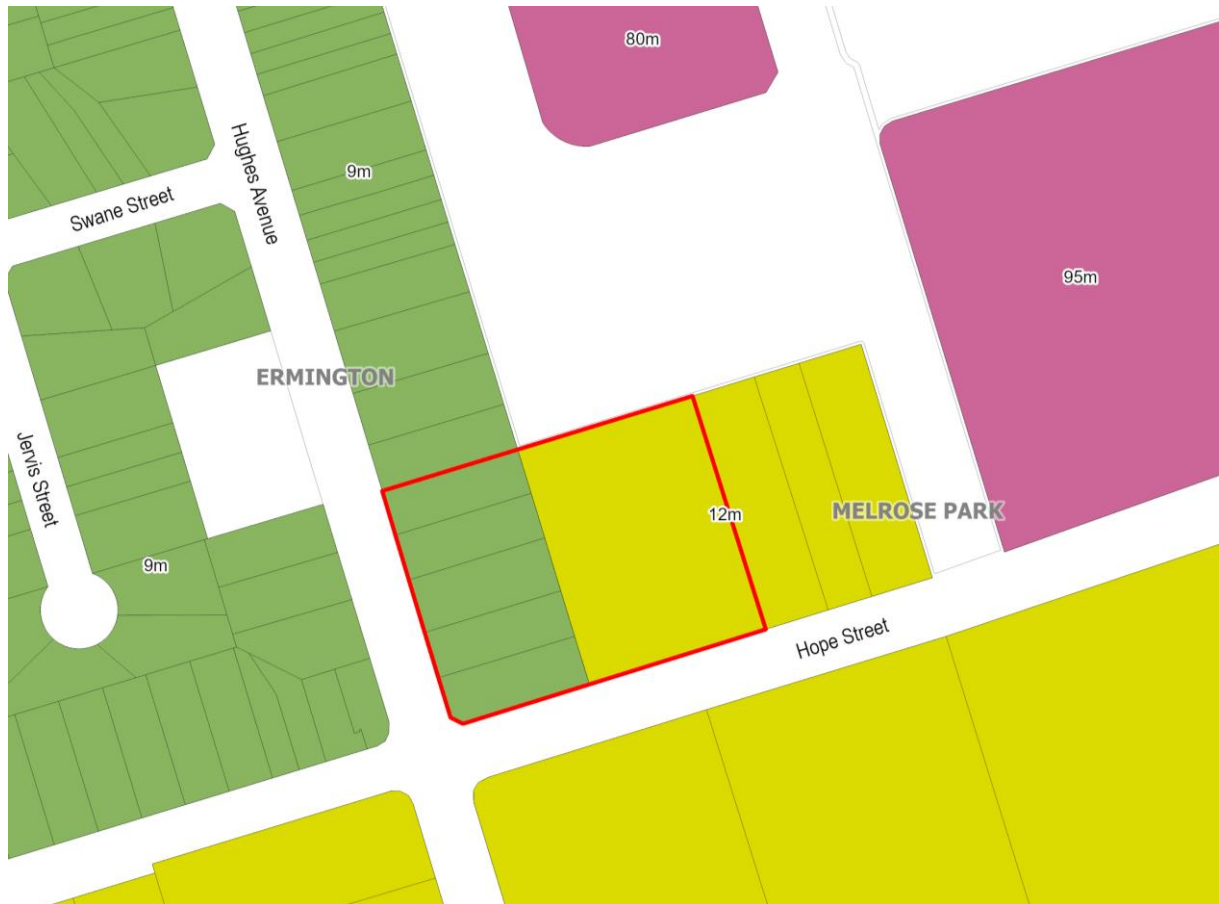 80m
Hughes Avenue
9m
Swane Street
95m
ERMINGTON
Jervis Street
12m
MELROSE PARK
9m
Hope Street